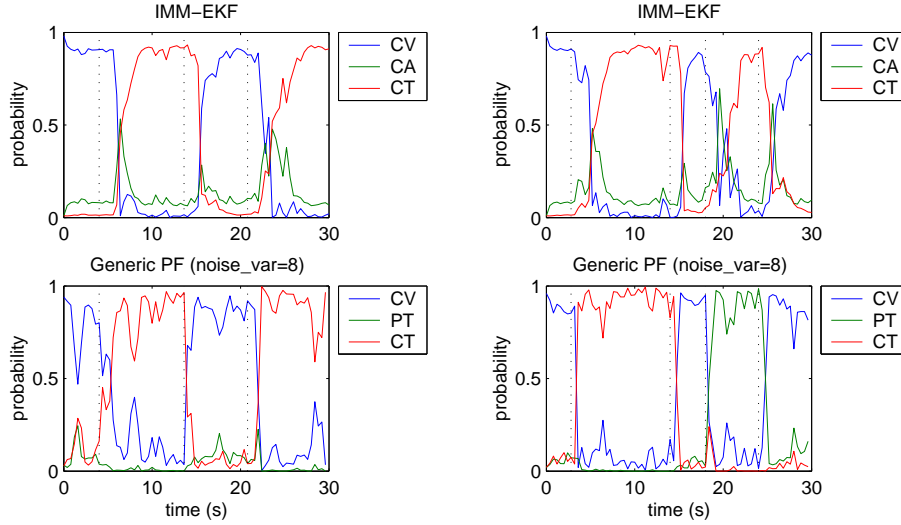 IMM−EKF
1
0.5
0
probability
0
10
20
30
CV
CA
CT
IMM−EKF
1
0.5
0
probability
0
10
20
30
CV
CA
CT
Generic PF (noise_var=8)
1
0.5
0
probability
0
10
20
30
time (s)
CV
PT
CT
Generic PF (noise_var=8)
1
0.5
0
probability
0
10
20
30
time (s)
CV
PT
CT